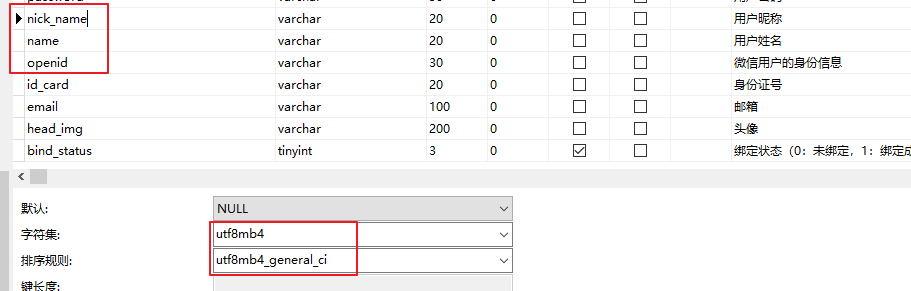 nick_name varchar 20 0 用户昵称
name varchar 20 0 用户姓名
openid varchar 30 0 微信用户的身份信息
id_card varchar 20 0 身份证号
email varchar 100 0 邮箱
head_img varchar 200 0 头像
bind_status tinyint 3 0 绑定状态（0：未绑定，1：绑定成
默认: NULL
字符集: utf8mb4
排序规则: utf8mb4_general_ci
键长度: